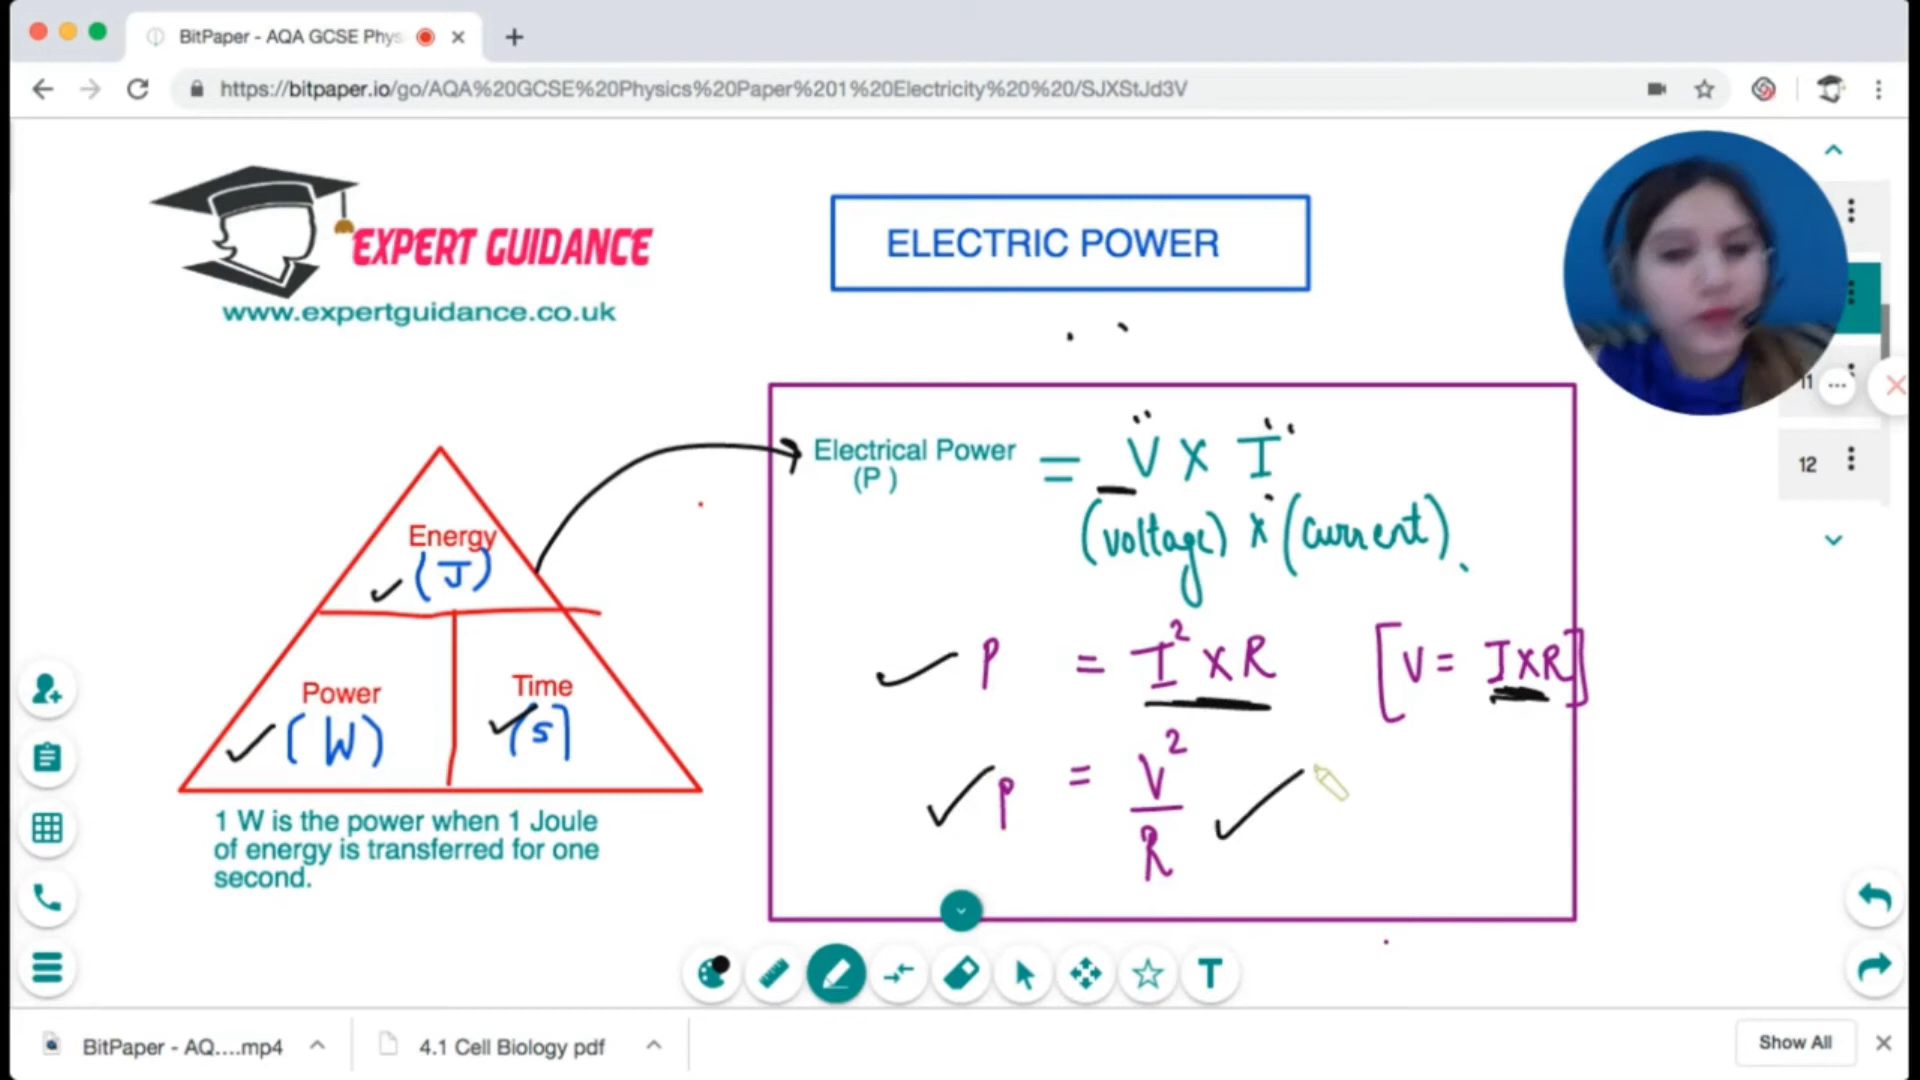 BitPaper - AQA GCSE Phys
https://bitpaper.io/go/AQA%20GCSE%20Physics%20Paper%201%20Electricity%20%20/SJXStJd3V
EXPERT GUIDANCE
www.expertguidance.co.uk
ELECTRIC POWER
11
12
Electrical Power
(P)
= V X I
(voltage) x (current).
Energy
(J)
Power
(W)
Time
(s)
P = I² X R [V = IXR]
P = V²
R
1 W is the power when 1 Joule
of energy is transferred for one
second.
T
BitPaper - AQ....mp4
4.1 Cell Biology pdf
Show All